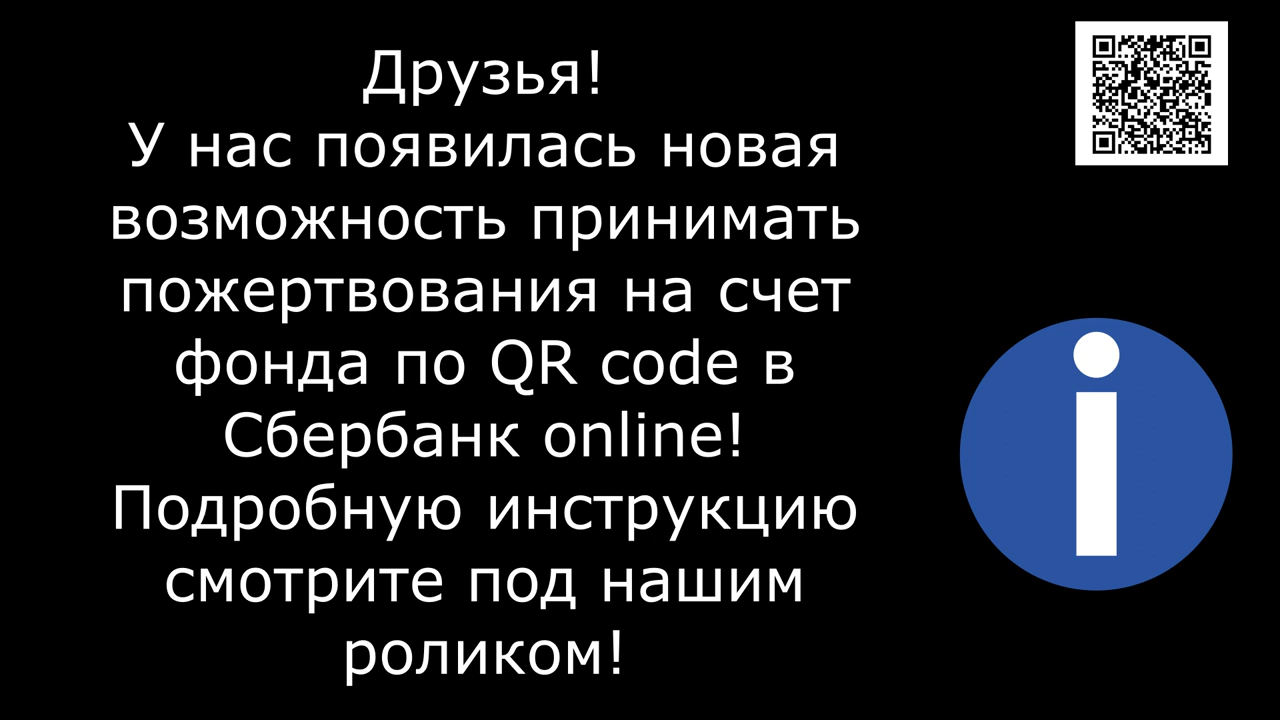 Друзья!
У нас появилась новая
возможность принимать
пожертвования на счет
фонда по QR code в
Сбербанк online!
Подробную инструкцию
смотрите под нашим
роликом!
i